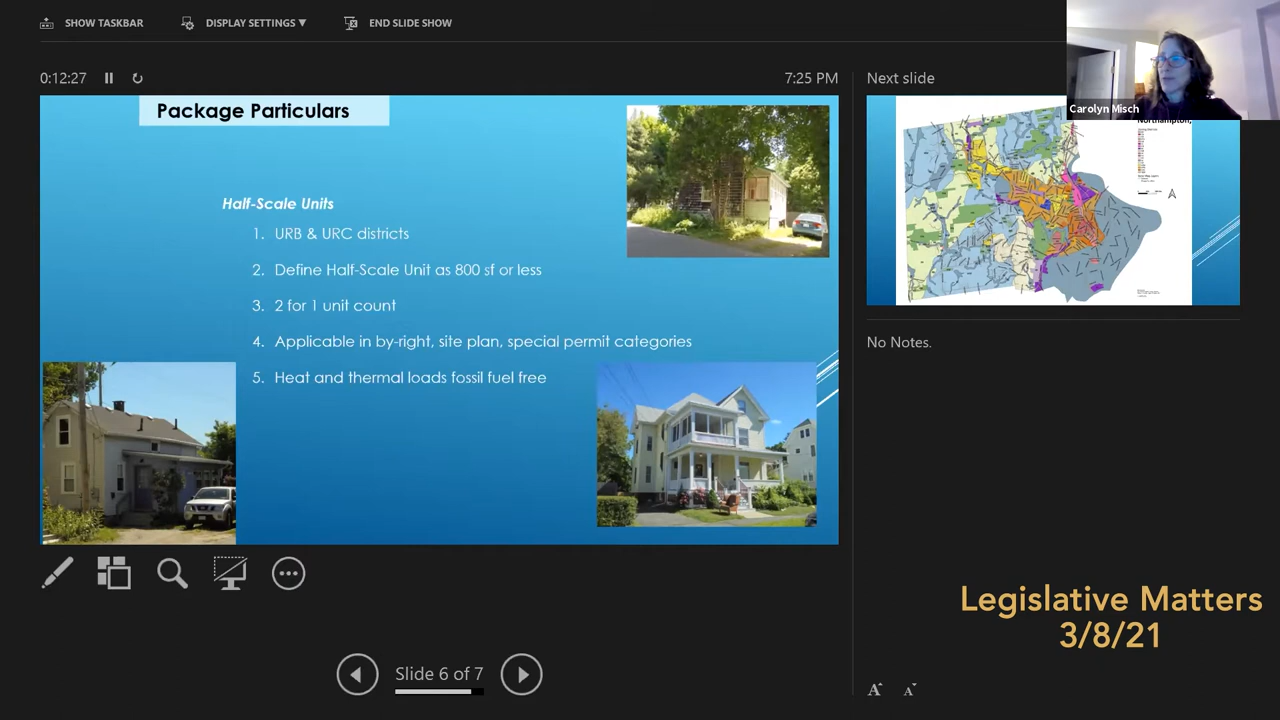 SHOW TASKBAR
DISPLAY SETTINGS ▼
END SLIDE SHOW
0:12:27
7:25 PM
Next slide
Carolyn Misch
Package Particulars
Half-Scale Units
1. URB & URC districts
2. Define Half-Scale Unit as 800 sf or less
3. 2 for 1 unit count
4. Applicable in by-right, site plan, special permit categories
5. Heat and thermal loads fossil fuel free
Northampton,
No Notes.
Legislative Matters
3/8/21
Slide 6 of 7
A A